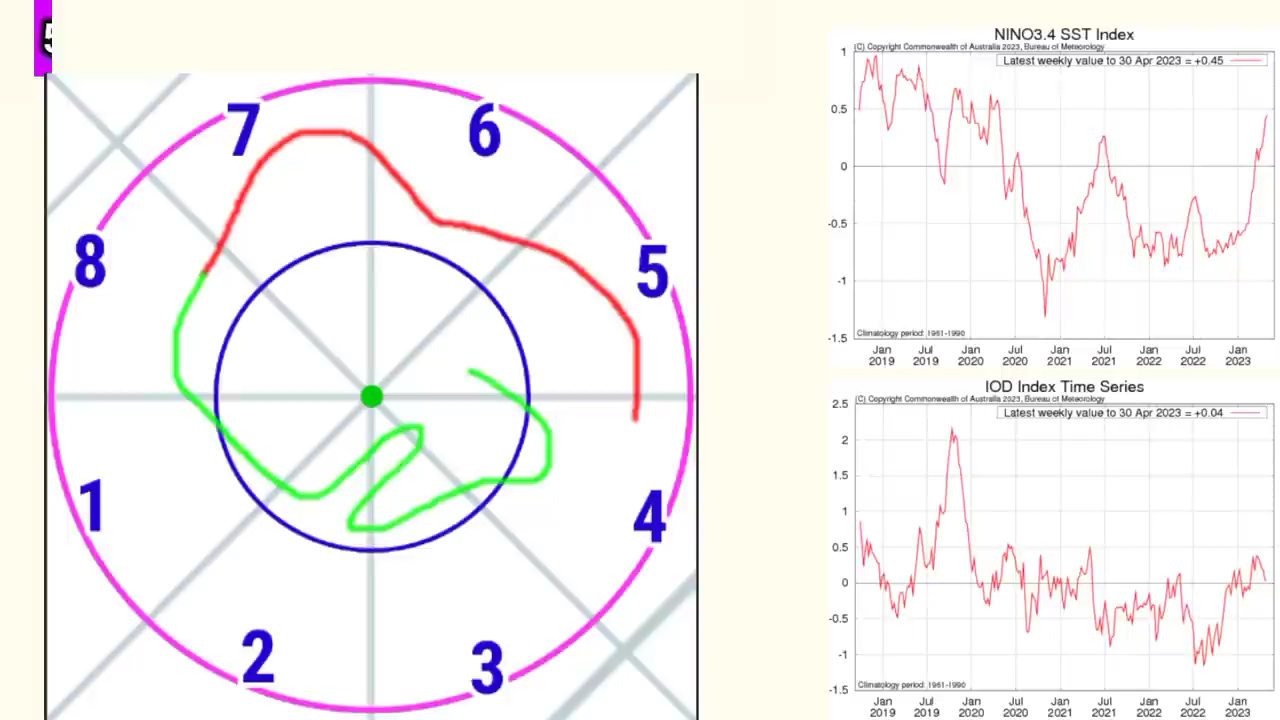 5
7
6
8
5
1
4
2
3
NINO3.4 SST Index
(C) Copyright Commonwealth of Australia 2023, Bureau of Meteorology
Latest weekly value to 30 Apr 2023 = +0.45
1
0.5
0
-0.5
-1
-1.5
Climatology period: 1961-1990
Jan Jul Jan Jul Jan Jul Jan Jul Jan
2019 2019 2020 2020 2021 2021 2022 2022 2023
IOD Index Time Series
(C) Copyright Commonwealth of Australia 2023, Bureau of Meteorology
Latest weekly value to 30 Apr 2023 = +0.04
2.5
2
1.5
1
0.5
0
-0.5
-1
-1.5
Climatology period: 1961-1990
Jan Jul Jan Jul Jan Jul Jan Jul Jan
2019 2019 2020 2020 2021 2021 2022 2022 2023